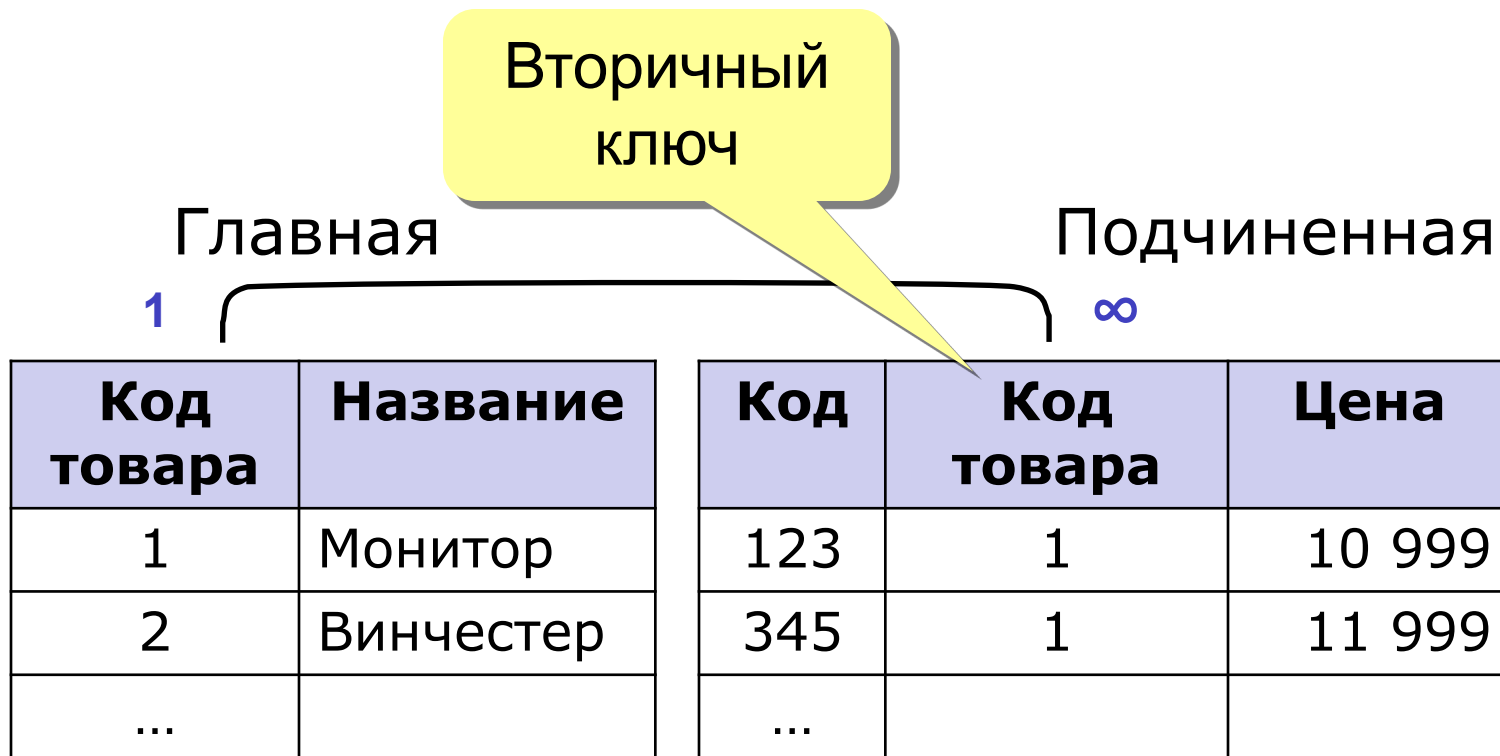 Вторичный
ключ
Главная
Подчиненная
1
∞
Код товара Название
Код Код товара Цена
1 Монитор
123 1 10 999
2 Винчестер
345 1 11 999
…
…